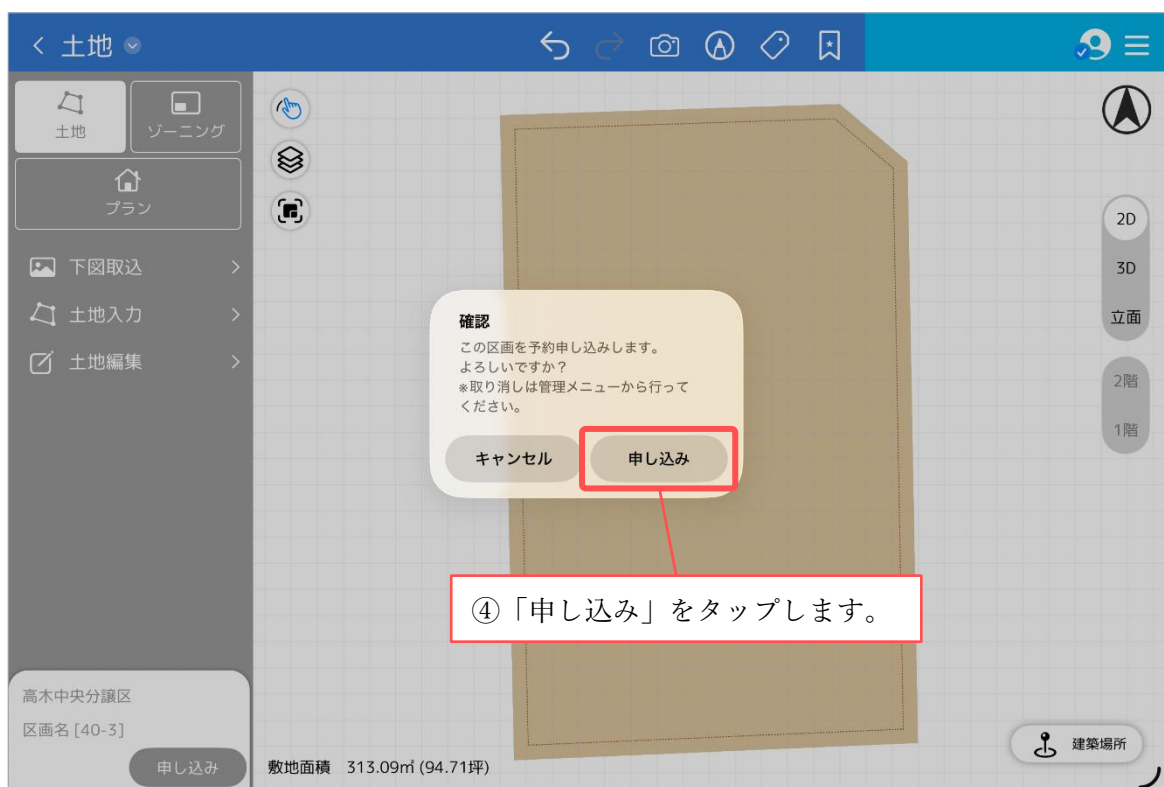 土地
土地
ゾーニング
プラン
下図取込
土地入力
土地編集
2D
3D
立面
2階
1階
確認
この区画を予約申し込みします。
よろしいですか？
※取り消しは管理メニューから行って
ください。
キャンセル
申し込み
④「申し込み」をタップします。
高木中央分譲区
区画名 [40-3]
申し込み
敷地面積 313.09㎡ (94.71坪)
建築場所